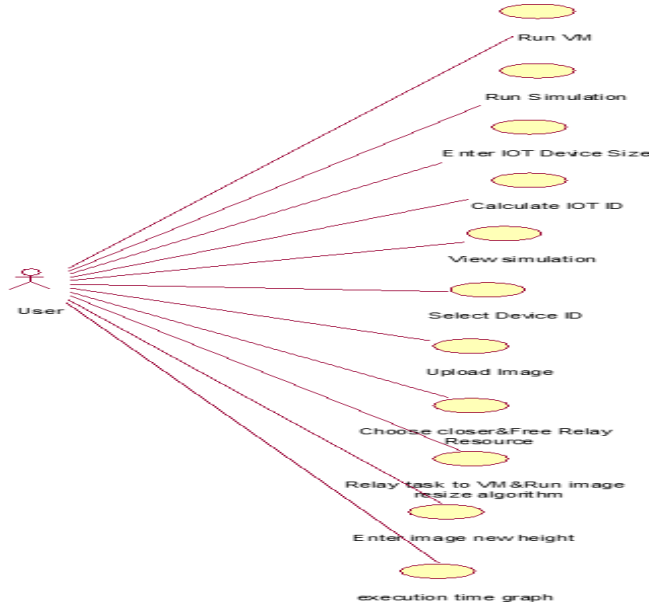 Run VM
Run Simulation
Enter IOT Device Size
Calculate IOT ID
View simulation
User
Select Device ID
Upload Image
Choose closer&Free Relay
Resource
Relay task to VM&Run image
resize algorithm
Enter image new height
execution time graph